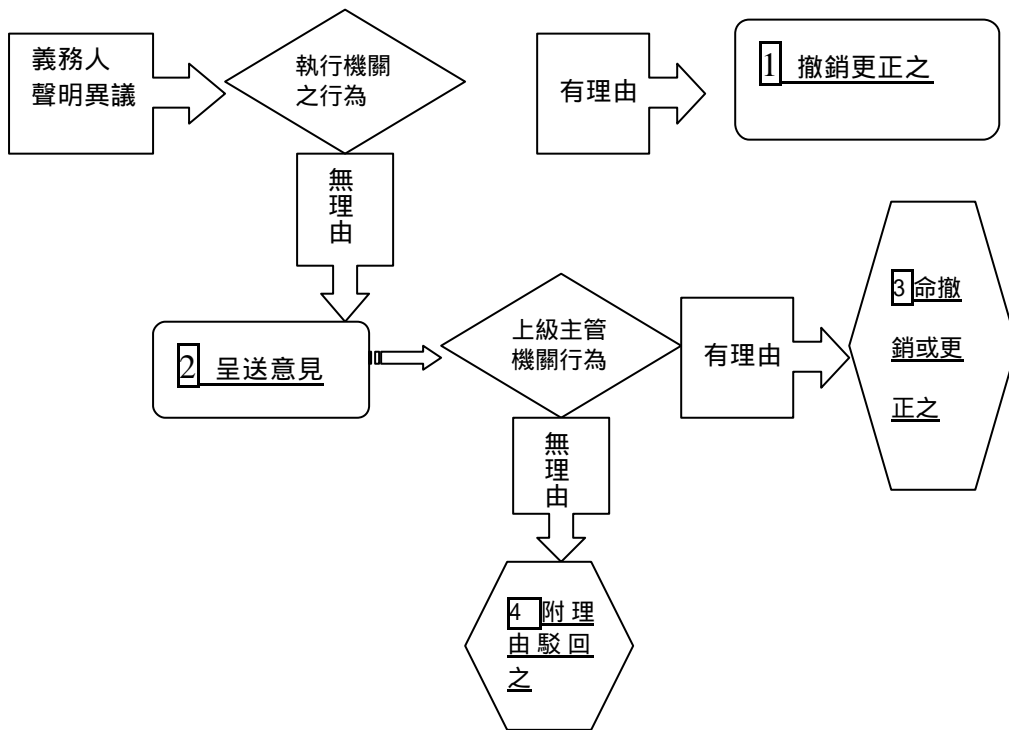 義務人
聲明異議
執行機關
之行為
有理由
1 撤銷更正之
無
理
由
2 呈送意見
上級主管
機關行為
有理由
3 命撤
銷或更
正之
無
理
由
4 附理
由駁回
之